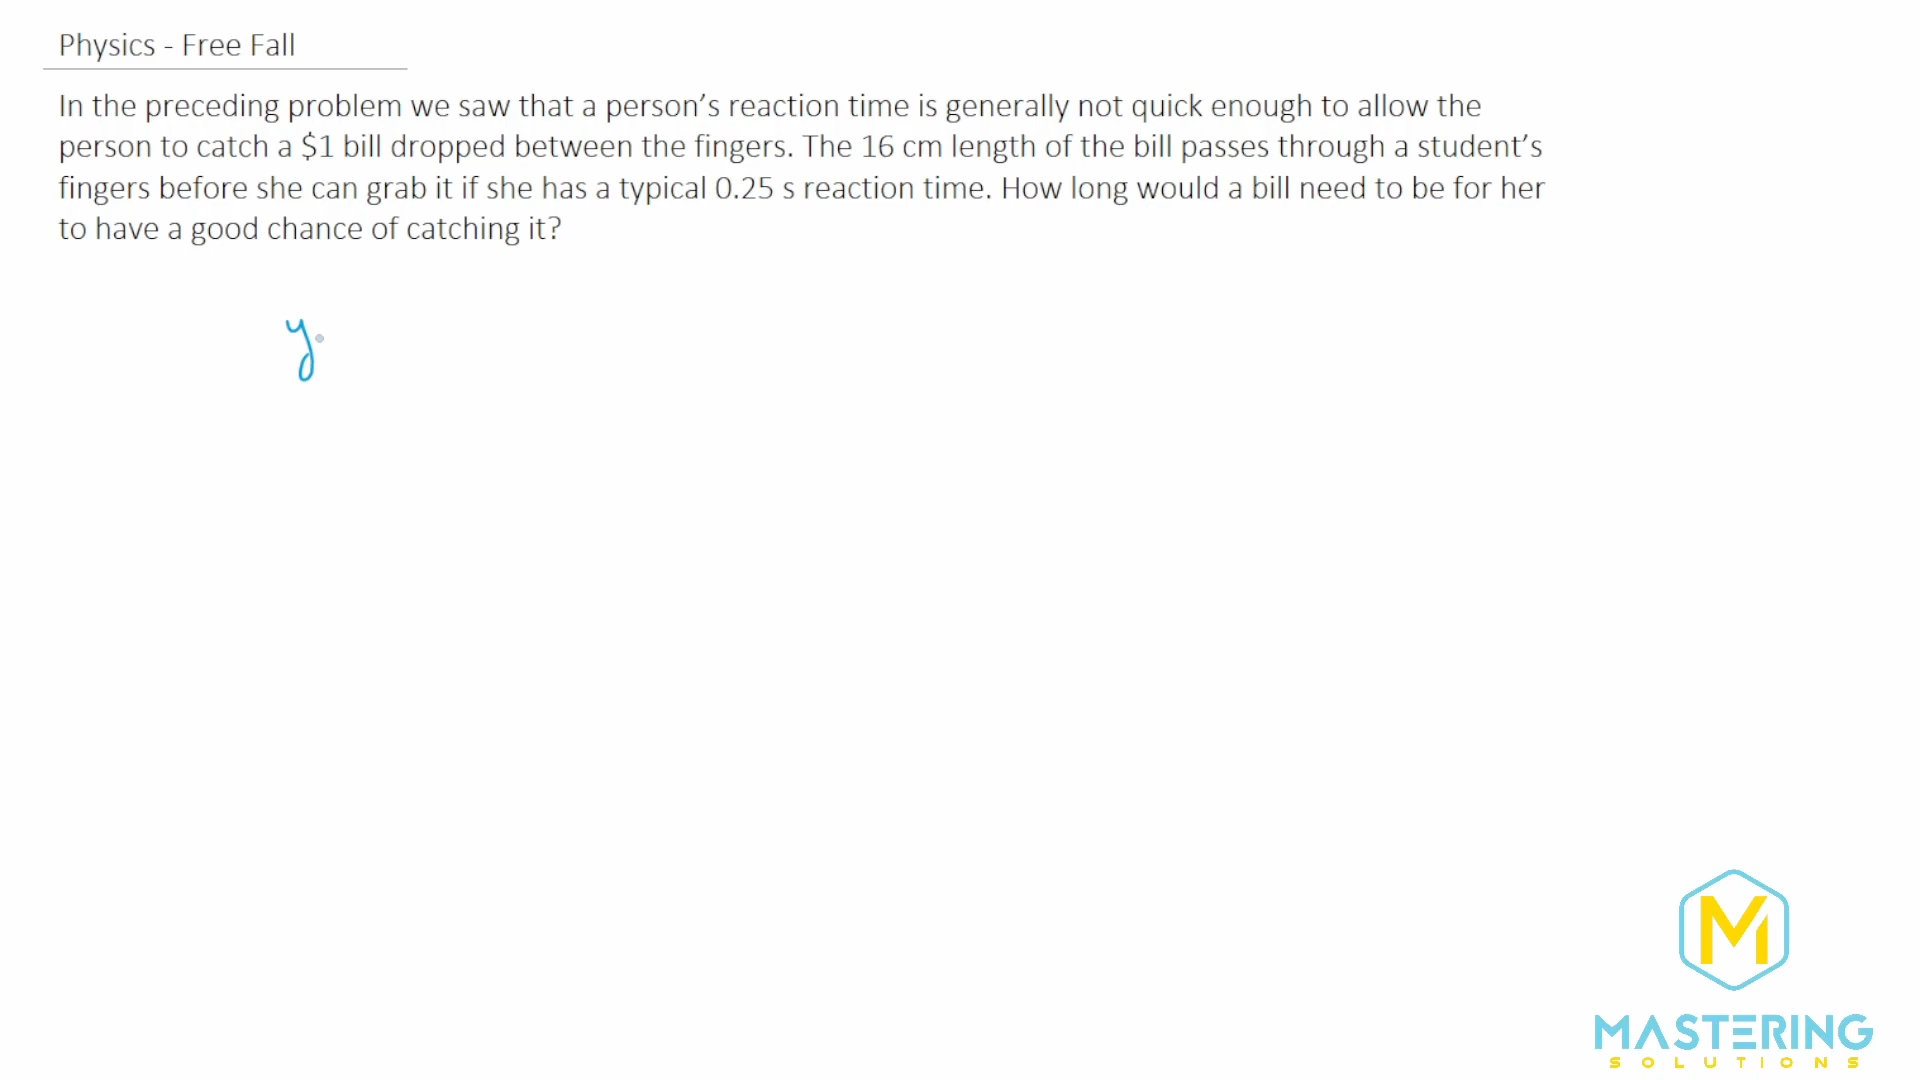 Physics - Free Fall
In the preceding problem we saw that a person’s reaction time is generally not quick enough to allow the
person to catch a $1 bill dropped between the fingers. The 16 cm length of the bill passes through a student’s
fingers before she can grab it if she has a typical 0.25 s reaction time. How long would a bill need to be for her
to have a good chance of catching it?
y
M
MASTERING
SOLUTIONS